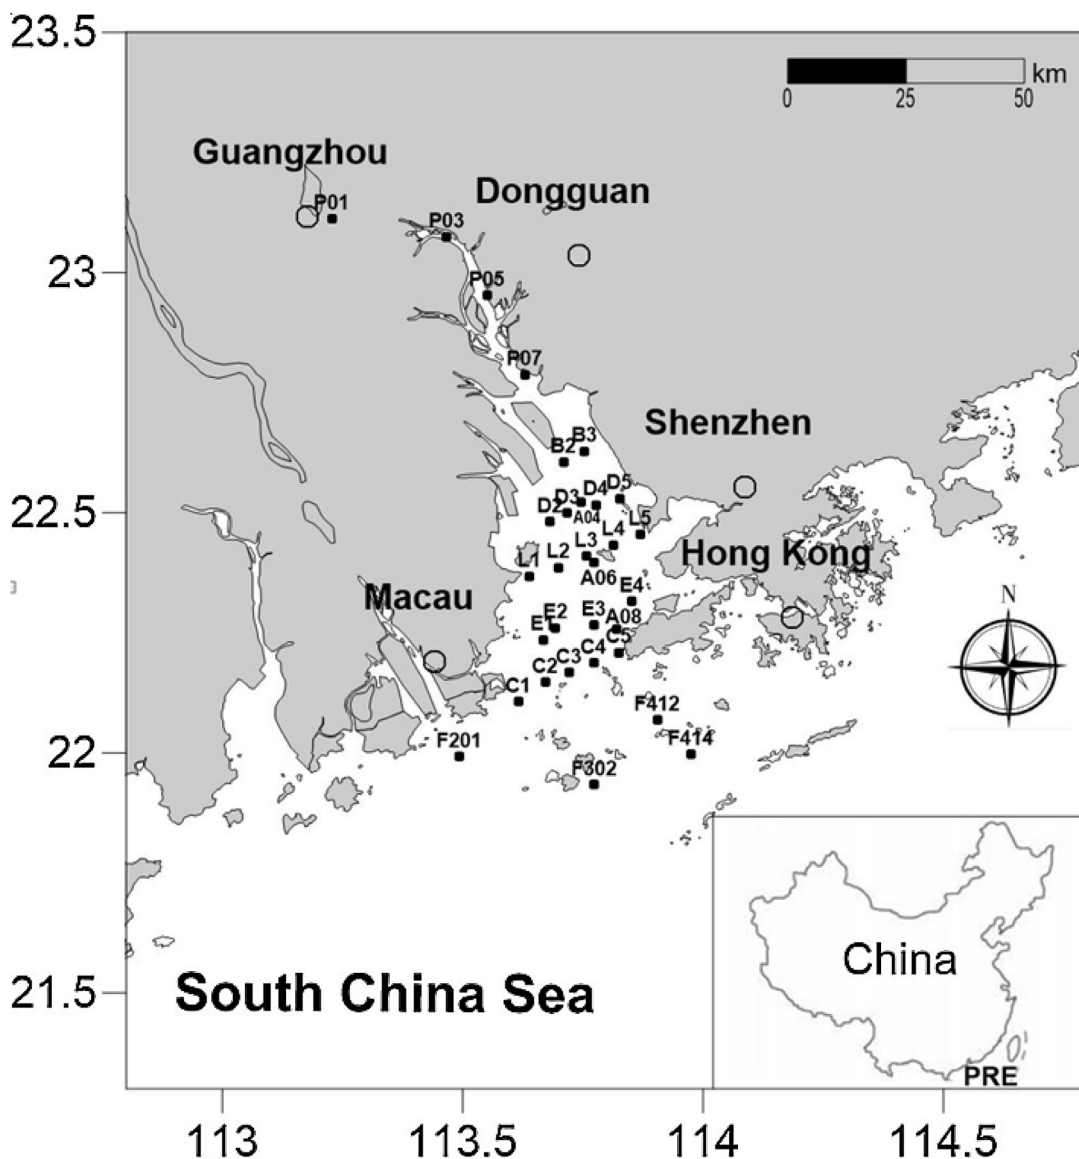 23.5
km
0 25 50
Guangzhou
Dongguan
P01
P03
23
P05
P07
Shenzhen
B3
B2
D5
D4
D3
22.5
D2
A04
L5
L4
L3
Hong Kong
L2
L1
A06
E4
Macau
N
E3
A08
E2
E1
C5
C4
C3
C2
C1
F412
F414
F201
22
F302
China
21.5
South China Sea
PRE
113 113.5 114 114.5